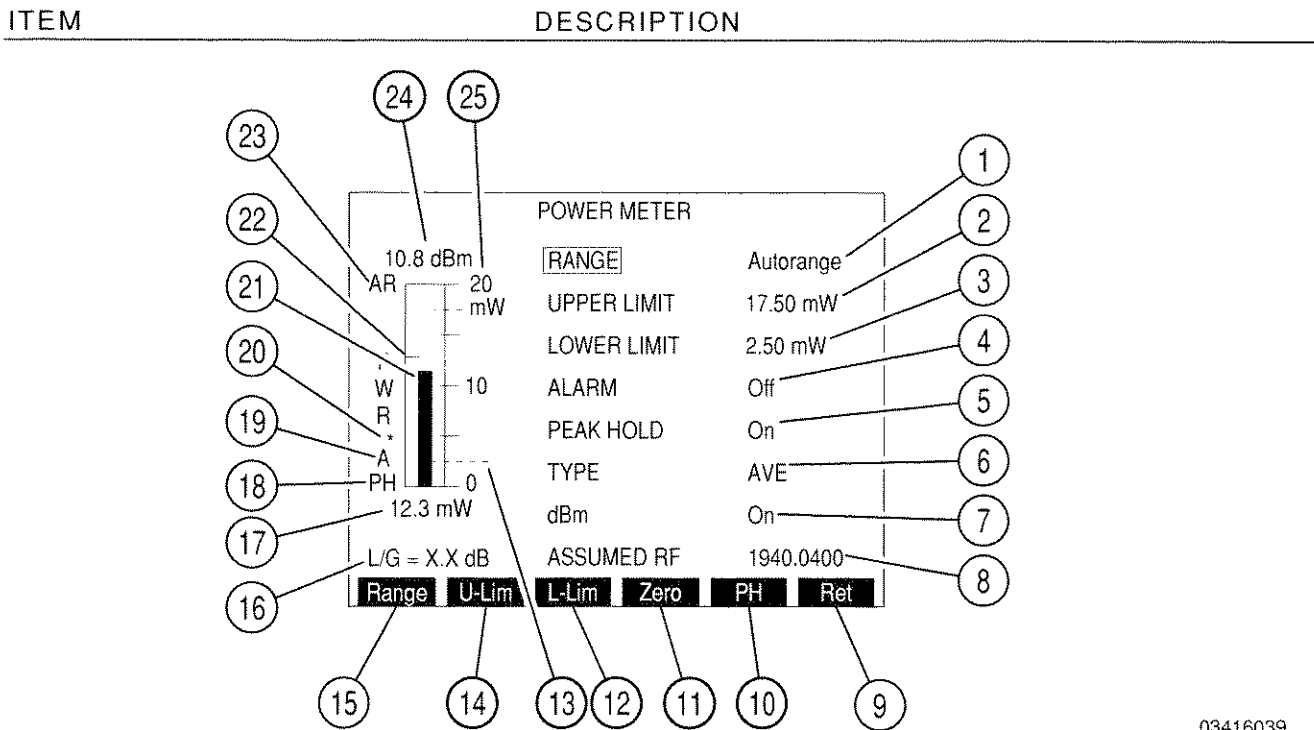 ITEM DESCRIPTION
24 25
23
1
22
POWER METER
2
10.8 dBm RANGE Autorange
AR 20
21
mW UPPER LIMIT 17.50 mW
3
20
LOWER LIMIT 2.50 mW
4
W 10 ALARM Off
R
19
* PEAK HOLD On
5
A
18
PH 0 TYPE AVE
6
12.3 mW dBm On
17
7
L/G = X.X dB ASSUMED RF 1940.0400
8
16
Range U-Lim L-Lim Zero PH Ret
15 14 13 12 11 10 9
03416039